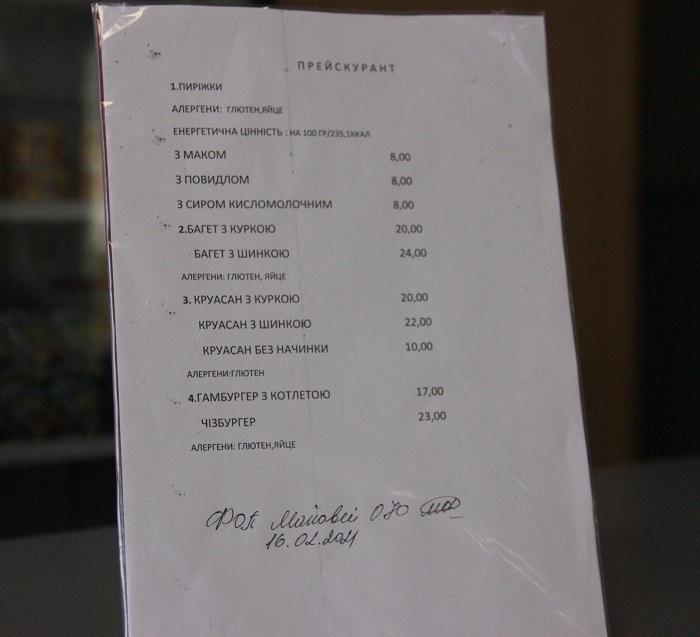 ПРЕЙСКУРАНТ
1.ПИРІЖКИ
АЛЕРГЕНИ: ГЛЮТЕН,ЯЙЦЕ
ЕНЕРГЕТИЧНА ЦІННІСТЬ : НА 100 ГР/235,1ККАЛ
З МАКОМ 8,00
З ПОВИДЛОМ 8,00
З СИРОМ КИСЛОМОЛОЧНИМ 8,00
2.БАГЕТ З КУРКОЮ 20,00
БАГЕТ З ШИНКОЮ 24,00
АЛЕРГЕНИ: ГЛЮТЕН, ЯЙЦЕ
3. КРУАСАН З КУРКОЮ 20,00
КРУАСАН З ШИНКОЮ 22,00
КРУАСАН БЕЗ НАЧИНКИ 10,00
АЛЕРГЕНИ:ГЛЮТЕН
4.ГАМБУРГЕР З КОТЛЕТОЮ 17,00
ЧІЗБУРГЕР 23,00
АЛЕРГЕНИ: ГЛЮТЕН,ЯЙЦЕ
ФОП
16.02.2021